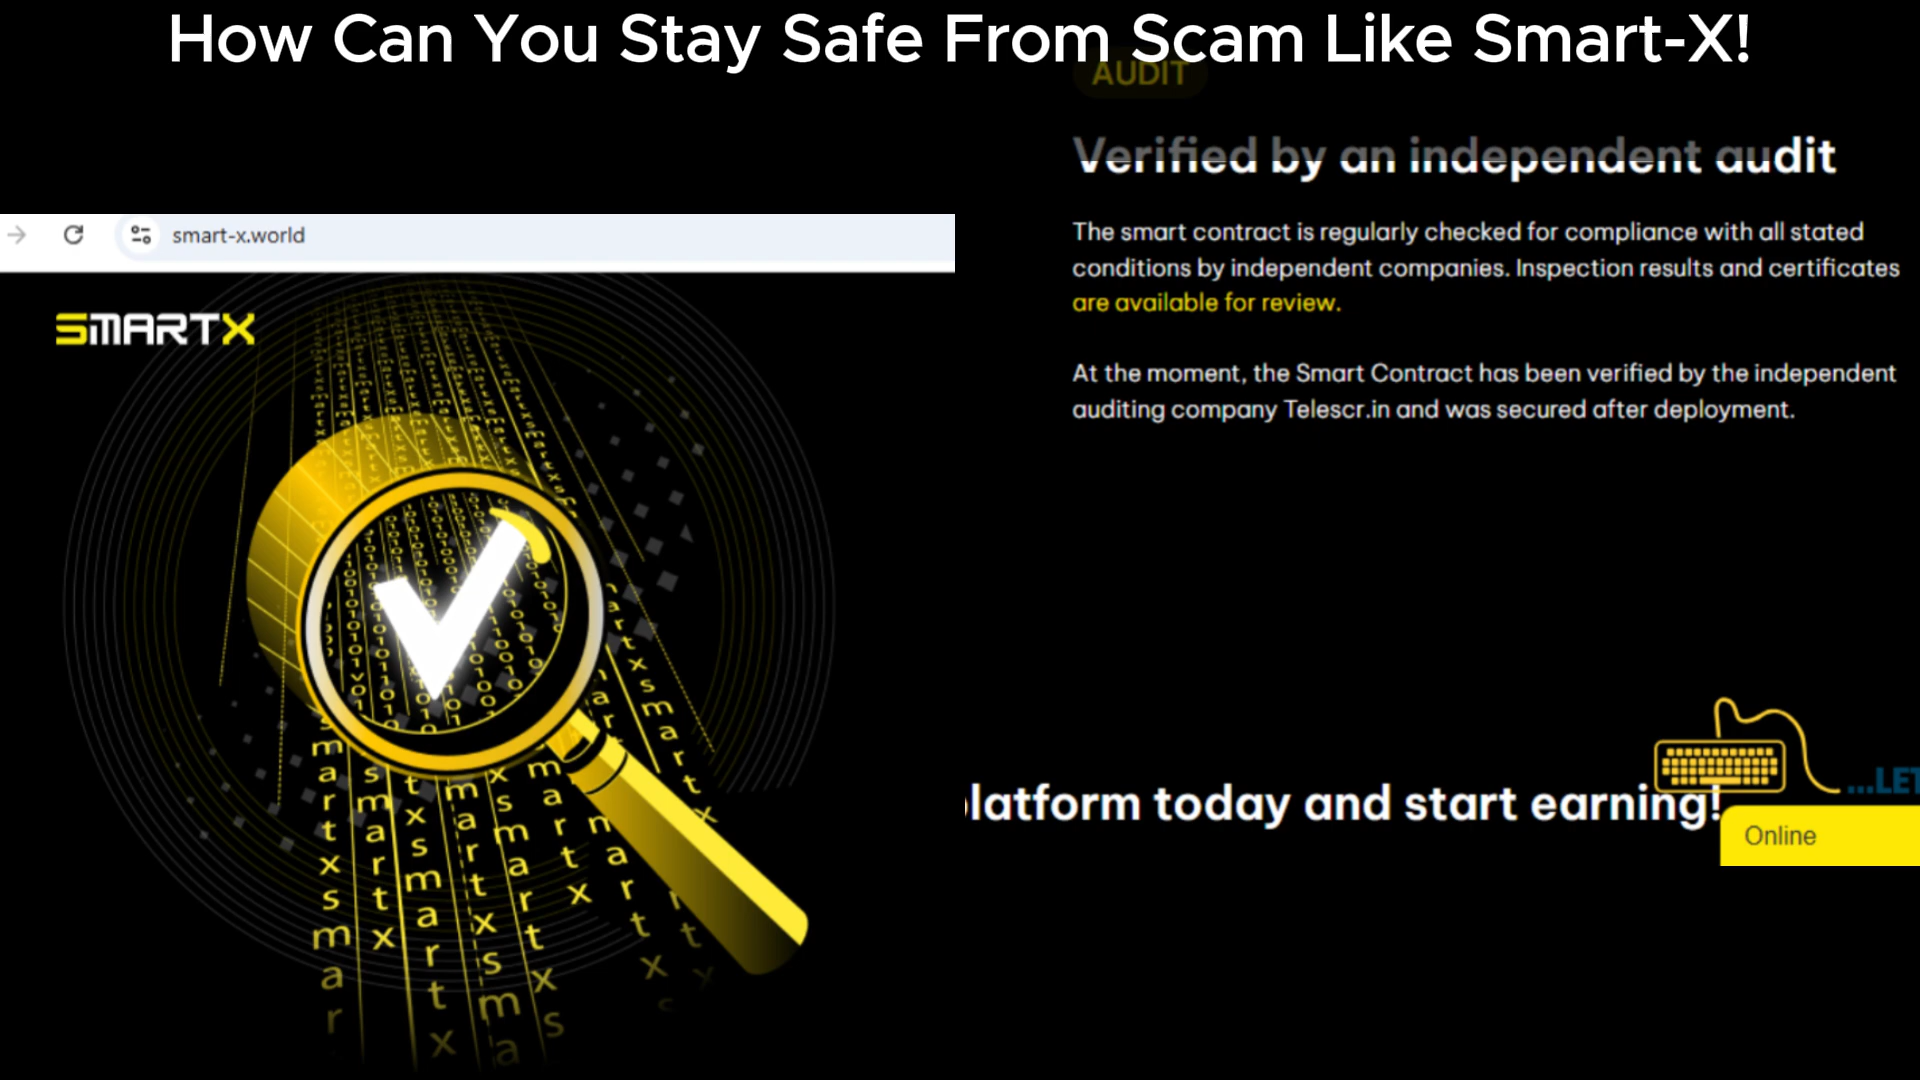 How Can You Stay Safe From Scam Like Smart-X!
AUDIT
Verified by an independent audit
smart-x.world
The smart contract is regularly checked for compliance with all stated
conditions by independent companies. Inspection results and certificates
are available for review.
SMARTX
At the moment, the Smart Contract has been verified by the independent
auditing company Telescr.in and was secured after deployment.
latform today and start earning!
...LET
Online